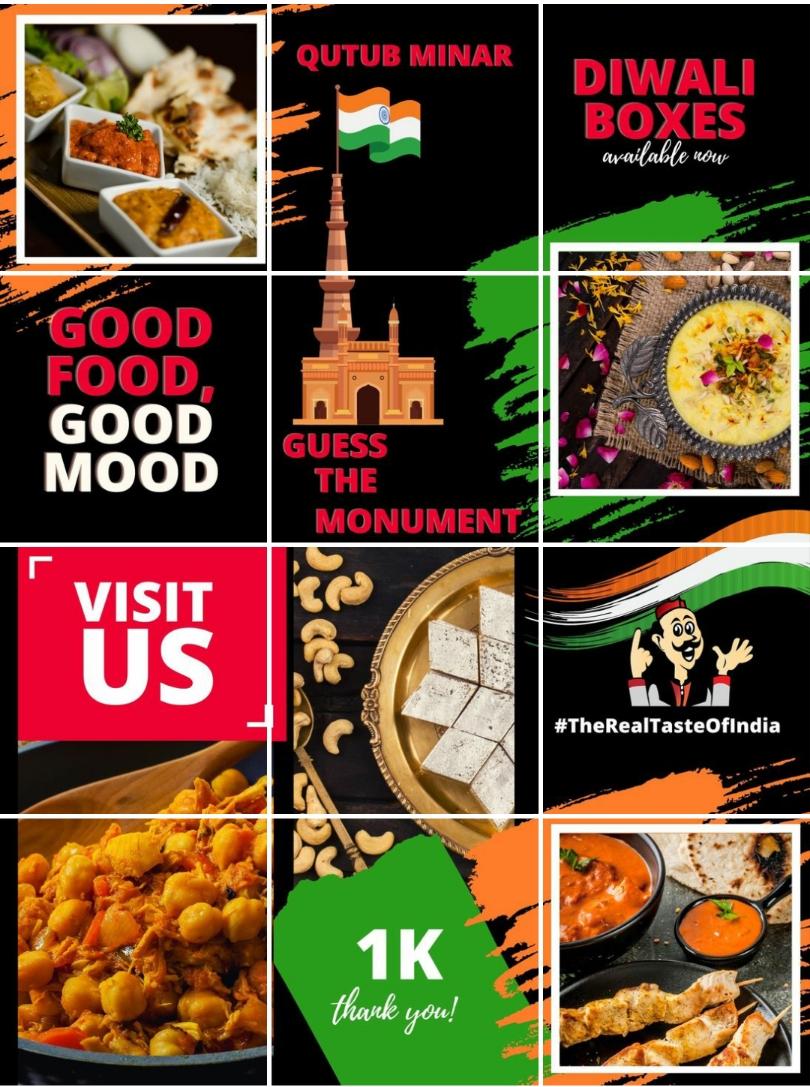 QUTUB MINAR
DIWALI
BOXES
available now
GOOD
FOOD,
GOOD
MOOD
GUESS
THE
MONUMENT
VISIT
US
#TheRealTasteOfIndia
1K
thank you!